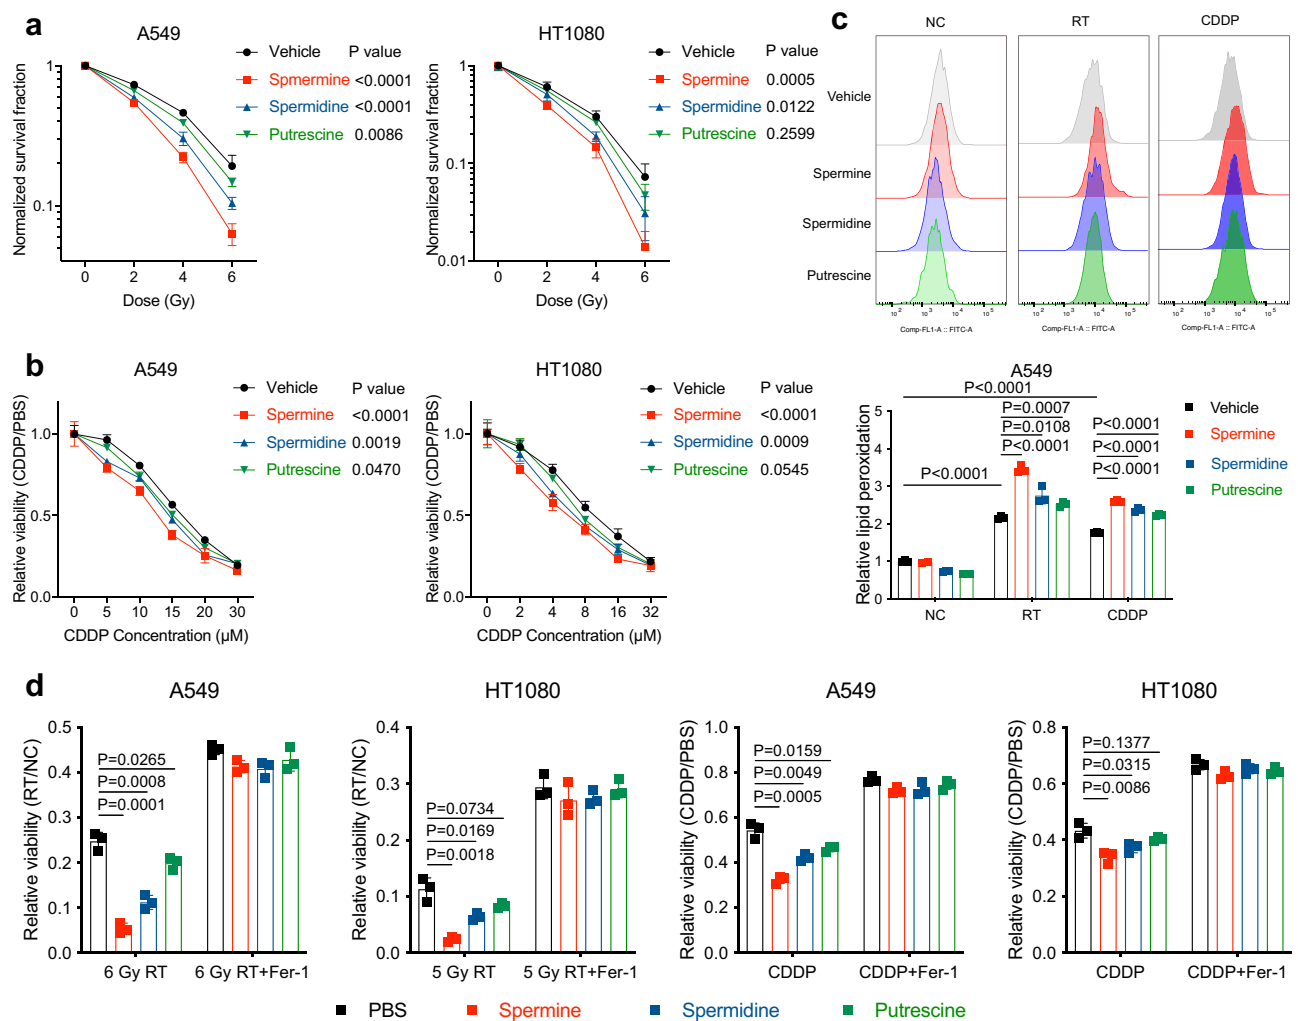 a
A549
Vehicle P value
Spmermine <0.0001
Spermidine <0.0001
Putrescine 0.0086
Normalized survival fraction
1
0.1
0 2 4 6
Dose (Gy)
HT1080
Vehicle P value
Spermine 0.0005
Spermidine 0.0122
Putrescine 0.2599
Normalized survival fraction
1
0.1
0.01
0 2 4 6
Dose (Gy)
c
NC RT CDDP
Vehicle
Spermine
Spermidine
Putrescine
10² 10³ 10⁴ 10⁵
10² 10³ 10⁴ 10⁵
10² 10³ 10⁴ 10⁵
Comp-FL1-A :: FITC-A
Comp-FL1-A :: FITC-A
Comp-FL1-A :: FITC-A
b
A549
Vehicle P value
Spermine <0.0001
Spermidine 0.0019
Putrescine 0.0470
Relative viability (CDDP/PBS)
1.0
0.5
0.0
0 5 10 15 20 30
CDDP Concentration (µM)
HT1080
Vehicle P value
Spermine <0.0001
Spermidine 0.0009
Putrescine 0.0545
Relative viability (CDDP/PBS)
1.0
0.5
0.0
0 2 4 8 16 32
CDDP Concentration (µM)
A549
P<0.0001
P=0.0007
P=0.0108
P<0.0001
P<0.0001
P<0.0001
P<0.0001
P<0.0001
Vehicle
Spermine
Spermidine
Putrescine
Relative lipid peroxidation
5
4
3
2
1
0
NC RT CDDP
d
A549
P=0.0265
P=0.0008
P=0.0001
Relative viability (RT/NC)
0.5
0.4
0.3
0.2
0.1
0.0
6 Gy RT 6 Gy RT+Fer-1
HT1080
P=0.0734
P=0.0169
P=0.0018
Relative viability (RT/NC)
0.4
0.3
0.2
0.1
0.0
5 Gy RT 5 Gy RT+Fer-1
A549
P=0.0159
P=0.0049
P=0.0005
Relative viability (CDDP/PBS)
1.0
0.8
0.6
0.4
0.2
0.0
CDDP CDDP+Fer-1
HT1080
P=0.1377
P=0.0315
P=0.0086
Relative viability (CDDP/PBS)
0.8
0.6
0.4
0.2
0.0
CDDP CDDP+Fer-1
PBS Spermine Spermidine Putrescine